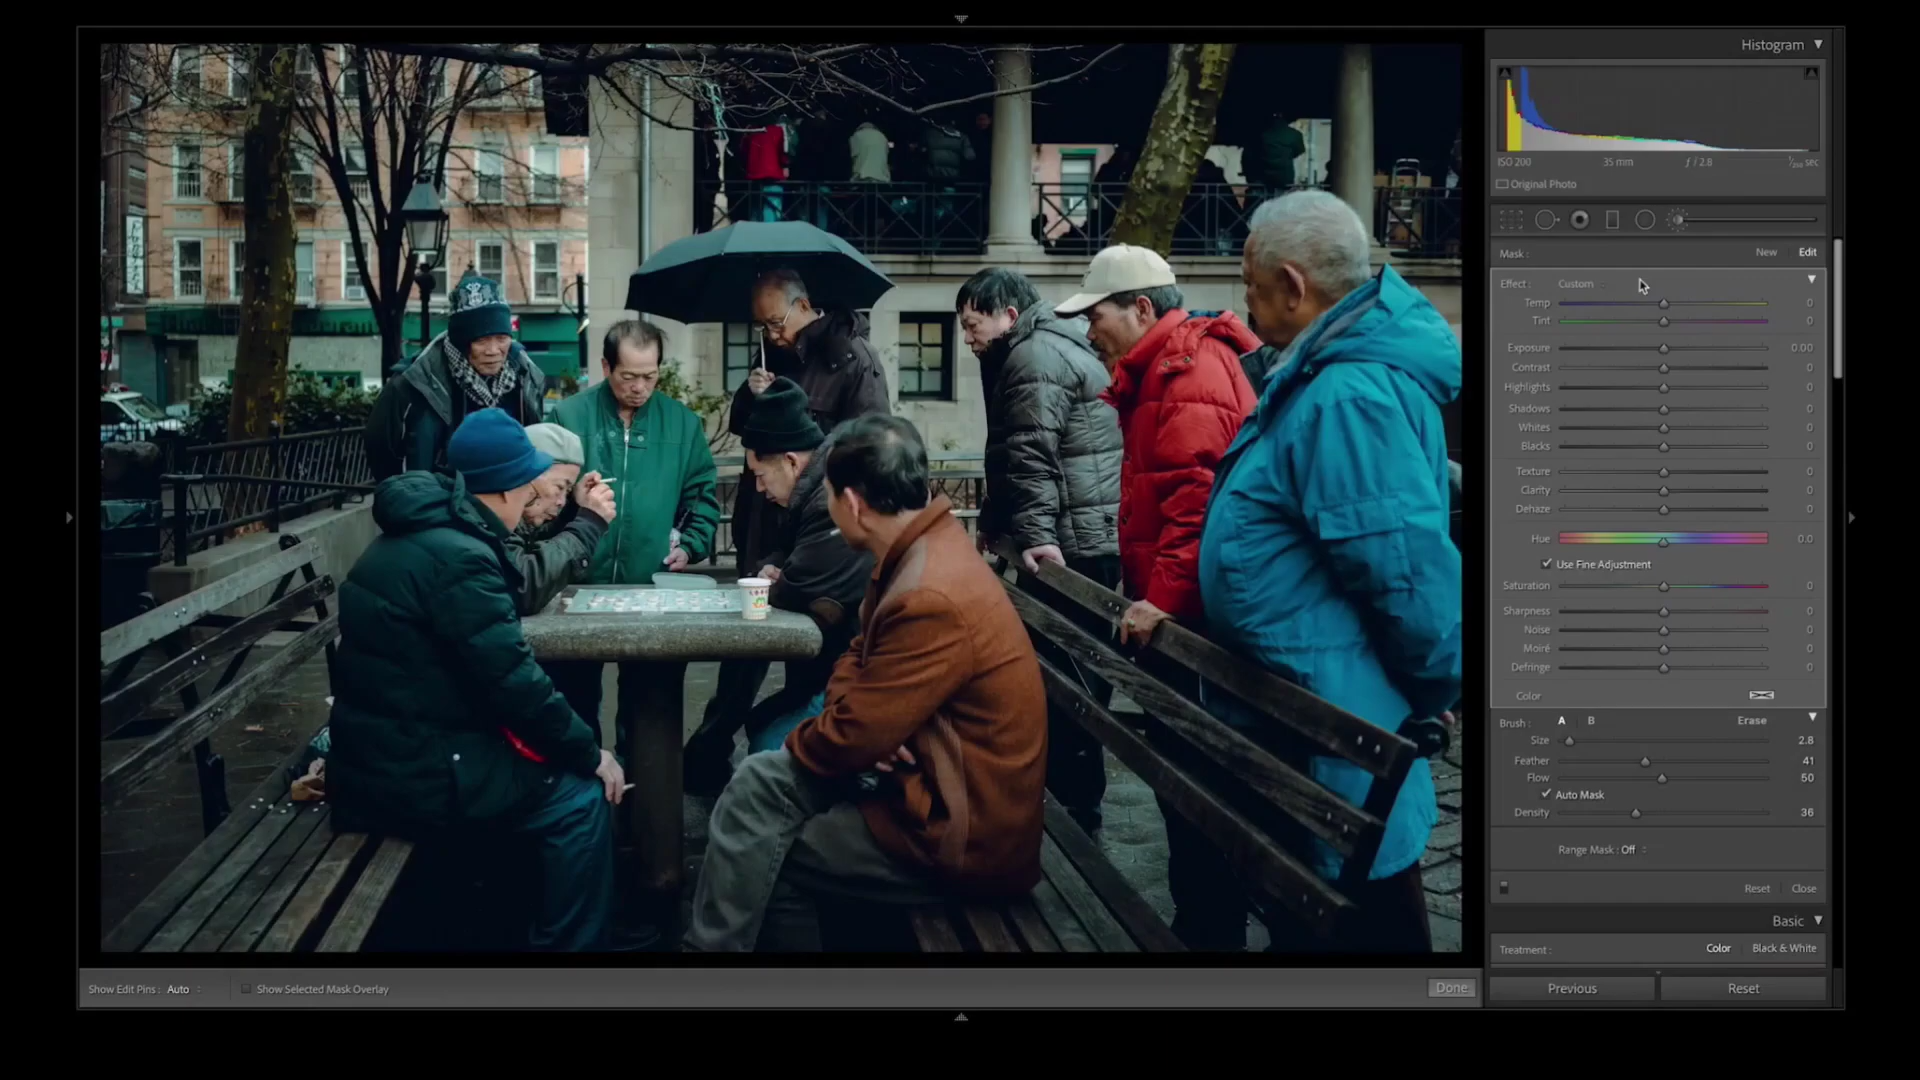 Histogram
ISO 200 35 mm ƒ / 2.8 1/250 sec
Original Photo
Mask : New Edit
Effect : Custom
Temp 0
Tint 0
Exposure 0.00
Contrast 0
Highlights 0
Shadows 0
Whites 0
Blacks 0
Texture 0
Clarity 0
Dehaze 0
Hue 0.0
Use Fine Adjustment
Saturation 0
Sharpness 0
Noise 0
Moiré 0
Defringe 0
Color
Brush : A B Erase
Size 2.8
Feather 41
Flow 50
Auto Mask
Density 36
Range Mask : Off
Reset Close
Basic
Treatment : Color Black & White
Show Edit Pins : Auto Show Selected Mask Overlay Done Previous Reset